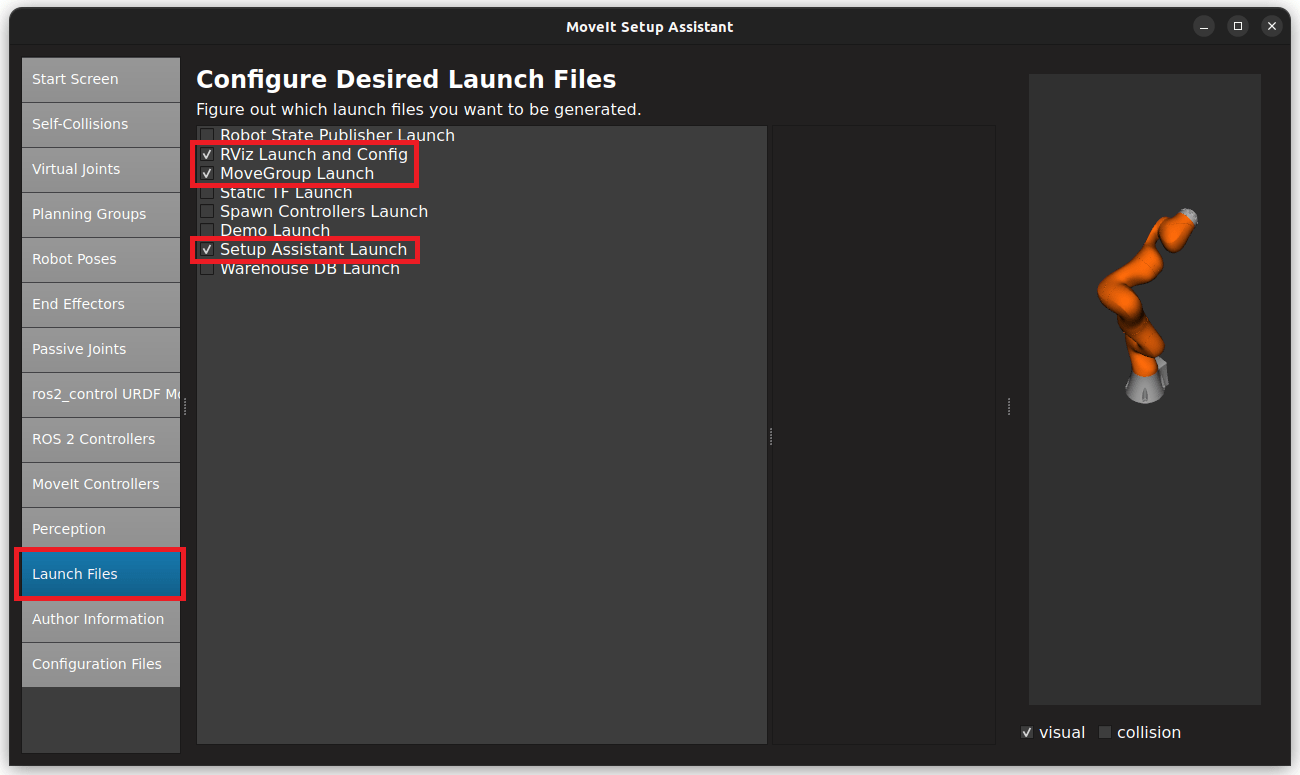 MoveIt Setup Assistant
Start Screen
Self-Collisions
Virtual Joints
Planning Groups
Robot Poses
End Effectors
Passive Joints
ros2_control URDF Mo
ROS 2 Controllers
MoveIt Controllers
Perception
Launch Files
Author Information
Configuration Files
Configure Desired Launch Files
Figure out which launch files you want to be generated.
Robot State Publisher Launch
RViz Launch and Config
MoveGroup Launch
Static TF Launch
Spawn Controllers Launch
Demo Launch
Setup Assistant Launch
Warehouse DB Launch
visual
collision